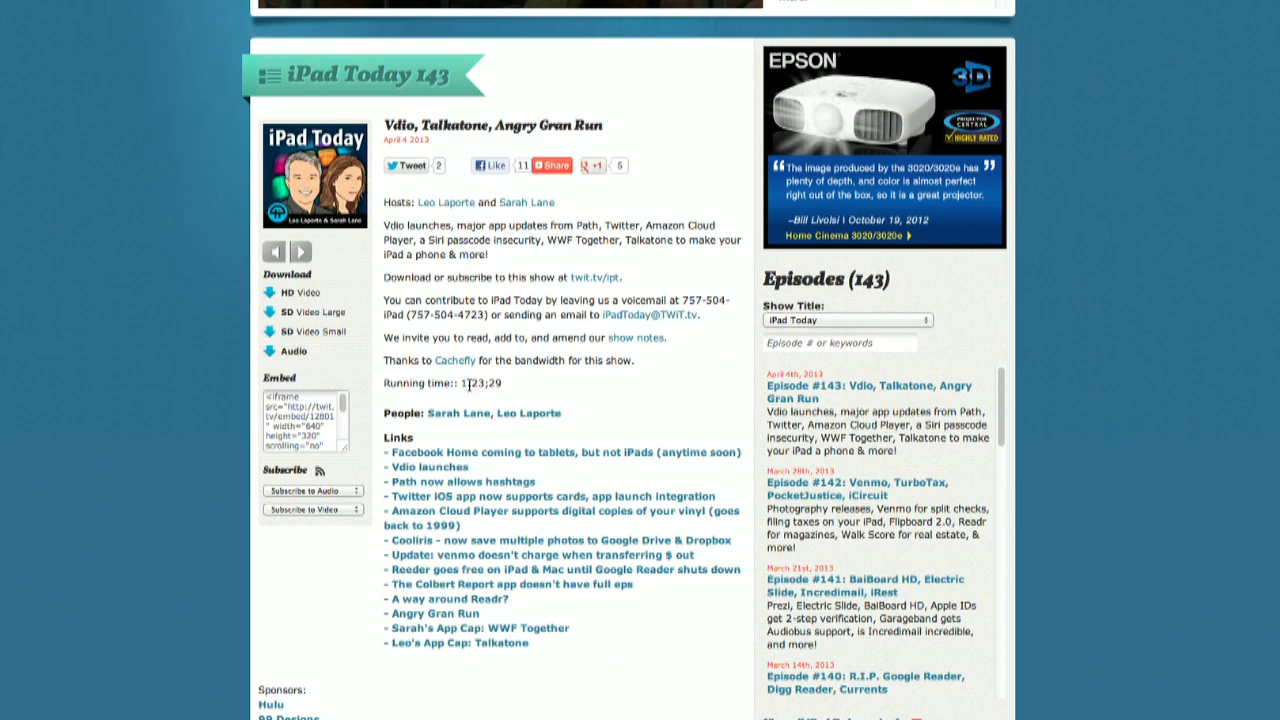 iPad Today 143
iPad Today
Leo Laporte & Sarah Lane
Download
HD Video
SD Video Large
SD Video Small
Audio
Embed
<iframe
src="http://twit.
tv/embed/12801
" width="640"
height="320"
scrolling="no"
Subscribe
Subscribe to Audio
Subscribe to Video
Vdio, Talkatone, Angry Gran Run
April 4 2013
Tweet 2 Like 11 Share +1 5
Hosts: Leo Laporte and Sarah Lane
Vdio launches, major app updates from Path, Twitter, Amazon Cloud
Player, a Siri passcode insecurity, WWF Together, Talkatone to make your
iPad a phone & more!
Download or subscribe to this show at twit.tv/ipt.
You can contribute to iPad Today by leaving us a voicemail at 757-504-
iPad (757-504-4723) or sending an email to iPadToday@TWiT.tv.
We invite you to read, add to, and amend our show notes.
Thanks to Cachefly for the bandwidth for this show.
Running time::
People: Sarah Lane, Leo Laporte
Links
- Facebook Home coming to tablets, but not iPads (anytime soon)
- Vdio launches
- Path now allows hashtags
- Twitter iOS app now supports cards, app launch integration
- Amazon Cloud Player supports digital copies of your vinyl (goes
back to 1999)
- Cooliris - now save multiple photos to Google Drive & Dropbox
- Update: venmo doesn't charge when transferring $ out
- Reeder goes free on iPad & Mac until Google Reader shuts down
- The Colbert Report app doesn't have full eps
- A way around Readr?
- Angry Gran Run
- Sarah's App Cap: WWF Together
- Leo's App Cap: Talkatone
Sponsors:
Hulu
99 Designs
EPSON
3D
PROJECTOR
CENTRAL
HIGHLY RATED
"The image produced by the 3020/3020e has
plenty of depth, and color is almost perfect
right out of the box, so it is a great projector."
–Bill Livolsi | October 19, 2012
Home Cinema 3020/3020e
Episodes (143)
Show Title:
iPad Today
Episode # or keywords
April 4th, 2013
Episode #143: Vdio, Talkatone, Angry
Gran Run
Vdio launches, major app updates from Path,
Twitter, Amazon Cloud Player, a Siri passcode
insecurity, WWF Together, Talkatone to make
your iPad a phone & more!
March 28th, 2013
Episode #142: Venmo, TurboTax,
PocketJustice, iCircuit
Photography releases, Venmo for split checks,
filing taxes on your iPad, Flipboard 2.0, Readr
for magazines, Walk Score for real estate, &
more!
March 21st, 2013
Episode #141: BaiBoard HD, Electric
Slide, Incredimail, iRest
Prezi, Electric Slide, BaiBoard HD, Apple IDs
get 2-step verification, Garageband gets
Audiobus support, is Incredimail incredible,
and more!
March 14th, 2013
Episode #140: R.I.P. Google Reader,
Digg Reader, Currents